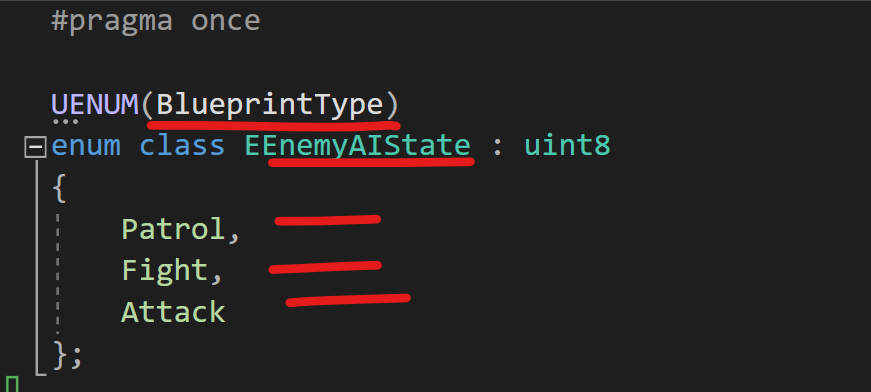 #pragma once
UENUM(BlueprintType)
enum class EEnemyAIState : uint8
{
Patrol,
Fight,
Attack
};